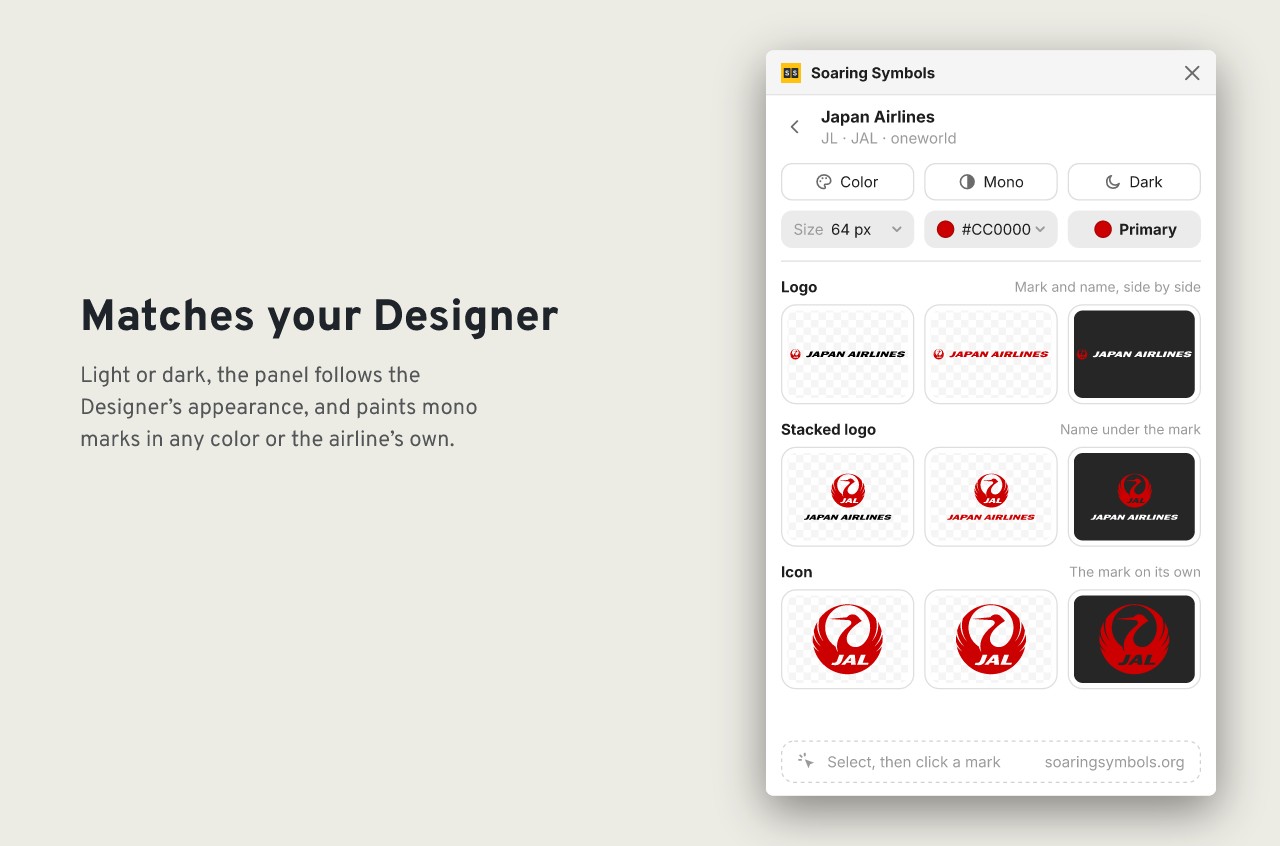 Matches your Designer
Light or dark, the panel follows the
Designer’s appearance, and paints mono
marks in any color or the airline’s own.
SS Soaring Symbols
Japan Airlines
JL · JAL · oneworld
Color Mono Dark
Size 64 px #CC0000 Primary
Logo Mark and name, side by side
JAPAN AIRLINES JAPAN AIRLINES JAPAN AIRLINES
Stacked logo Name under the mark
JAL JAL JAL
JAPAN AIRLINES JAPAN AIRLINES JAPAN AIRLINES
Icon The mark on its own
JAL JAL JAL
Select, then click a mark soaringsymbols.org